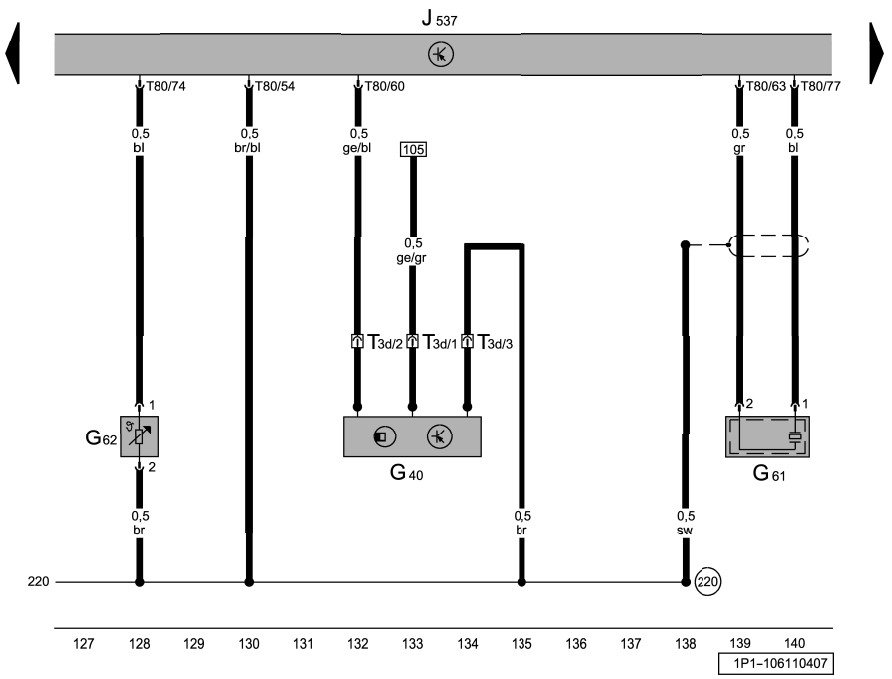 J 537
T80/74
T80/54
T80/60
T80/63
T80/77
0,5
bl
0,5
br/bl
0,5
ge/bl
105
0,5
gr
0,5
bl
0,5
ge/gr
T3d/2
T3d/1
T3d/3
1
2
1
G62
2
G40
G61
0,5
br
0,5
br
0,5
sw
220
220
127 128 129 130 131 132 133 134 135 136 137 138 139 140
1P1-106110407